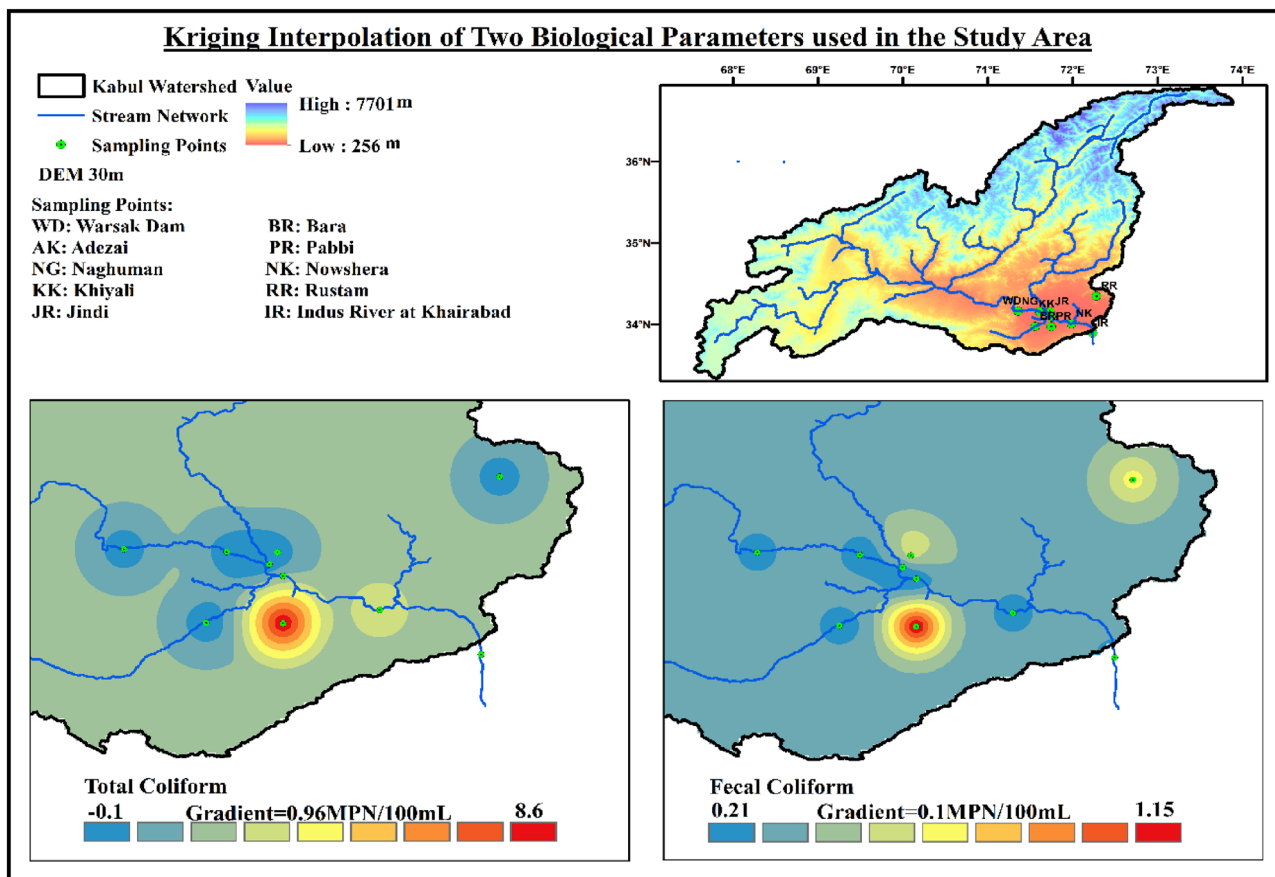 Kriging Interpolation of Two Biological Parameters used in the Study Area
Kabul Watershed
Stream Network
Sampling Points
Value
High : 7701 m
Low : 256 m
DEM 30m
Sampling Points:
WD: Warsak Dam
BR: Bara
AK: Adezai
PR: Pabbi
NG: Naghuman
NK: Nowshera
KK: Khiyali
RR: Rustam
JR: Jindi
IR: Indus River at Khairabad
68°E 69°E 70°E 71°E 72°E 73°E 74°E
36°N
35°N
34°N
RR
WD NG KK JR
NK
BR PR
IR
Total Coliform
-0.1 Gradient=0.96MPN/100mL 8.6
Fecal Coliform
0.21 Gradient=0.1MPN/100mL 1.15